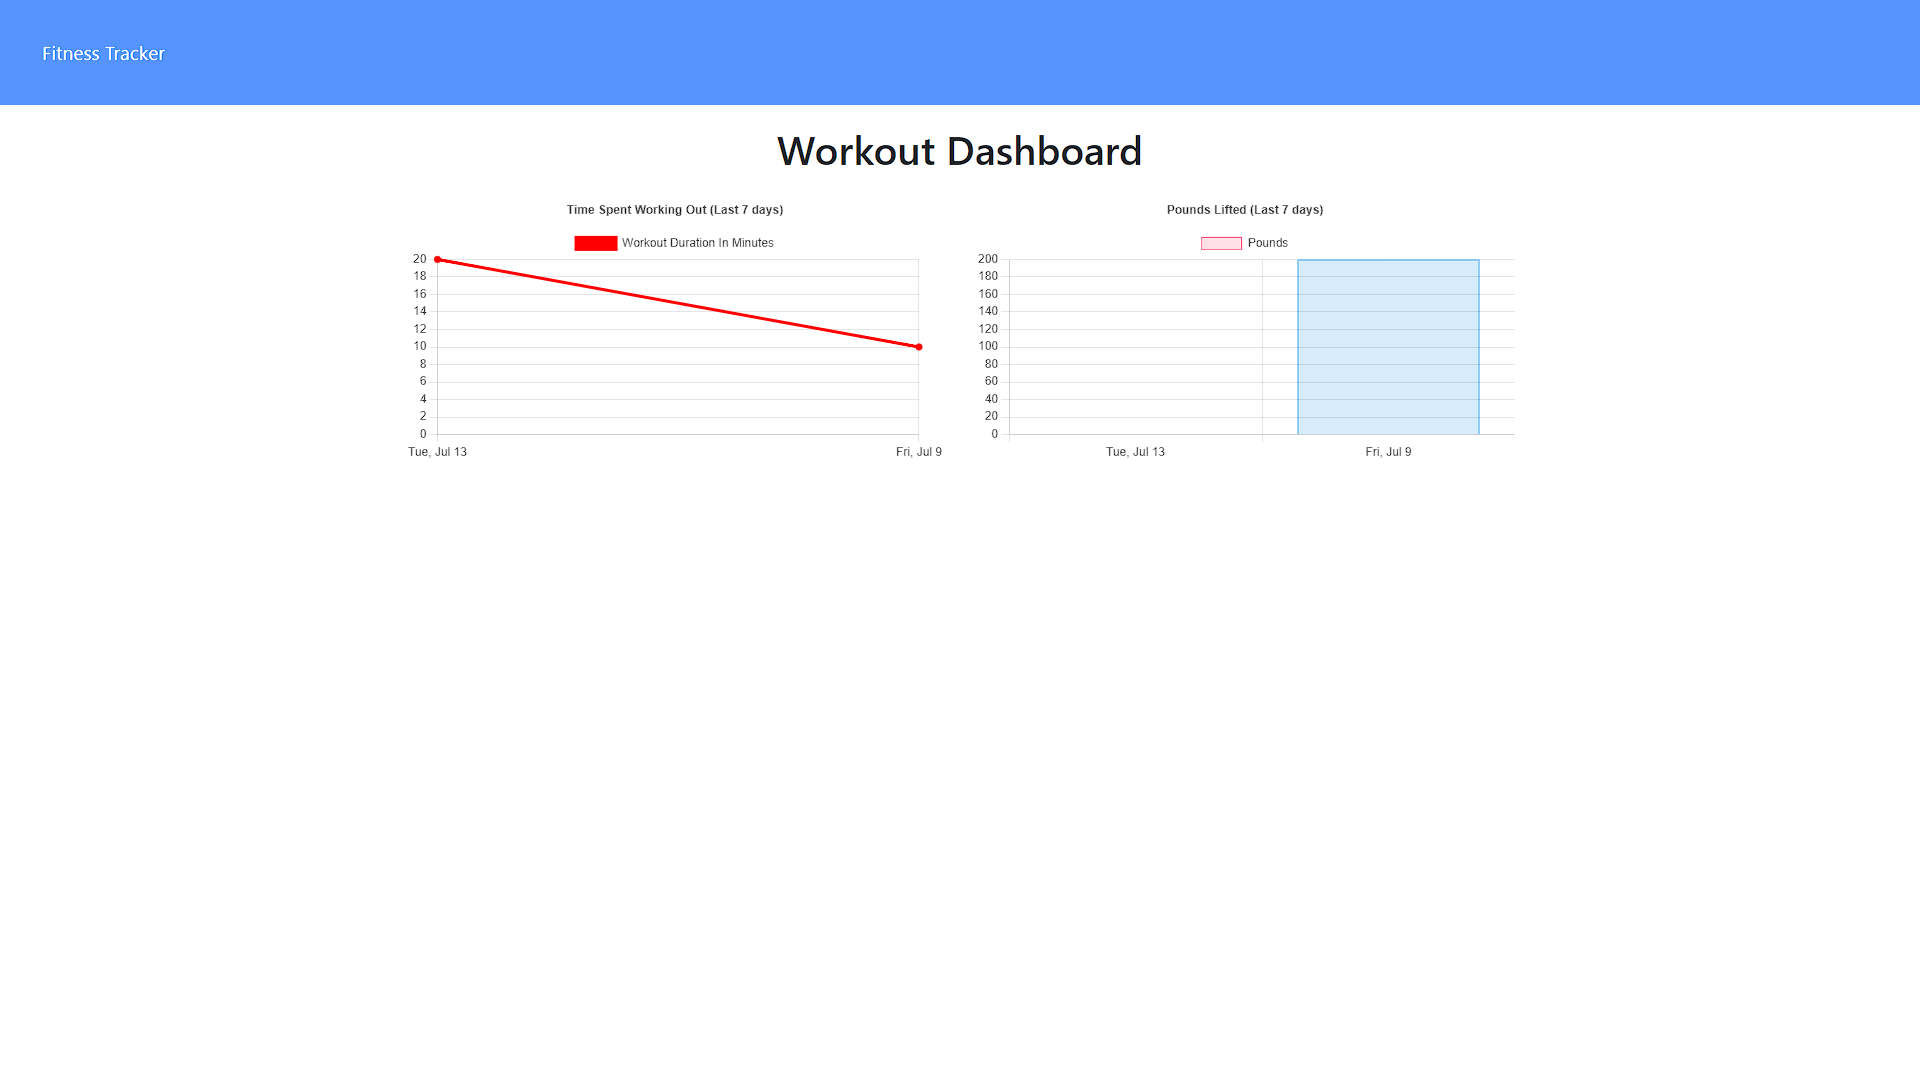 Fitness Tracker
Workout Dashboard
Time Spent Working Out (Last 7 days)
Workout Duration In Minutes
20
18
16
14
12
10
8
6
4
2
0
Tue, Jul 13 Fri, Jul 9
Pounds Lifted (Last 7 days)
Pounds
200
180
160
140
120
100
80
60
40
20
0
Tue, Jul 13 Fri, Jul 9